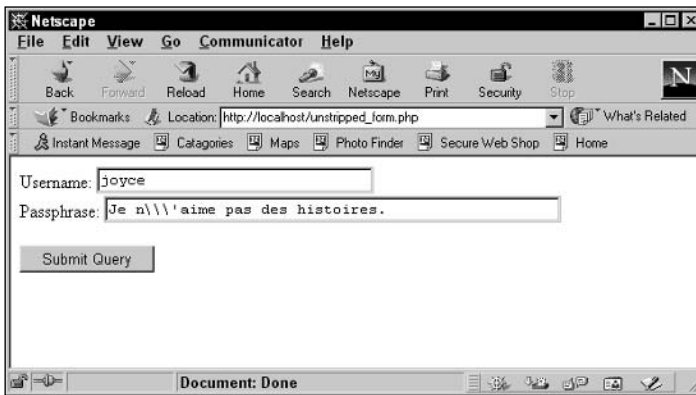 Netscape
File Edit View Go Communicator Help
My N
Back Forward Reload Home Search Netscape Print Security Stop
Bookmarks Location: http://localhost/unstripped_form.php What's Related
Instant Message Catagories Maps Photo Finder Secure Web Shop Home
Username: joyce
Passphrase: Je n\\\'aime pas des histoires.
Submit Query
Document: Done